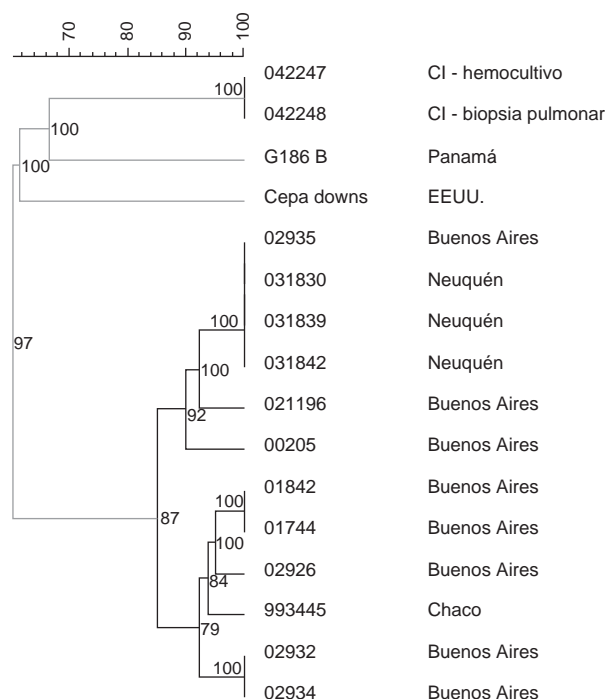 70 80 90 100
042247 CI - hemocultivo
100
042248 CI - biopsia pulmonar
100
G186 B Panamá
100
Cepa downs EEUU.
02935 Buenos Aires
031830 Neuquén
100
031839 Neuquén
97
031842 Neuquén
100
021196 Buenos Aires
92
00205 Buenos Aires
01842 Buenos Aires
100
87
01744 Buenos Aires
100
02926 Buenos Aires
84
993445 Chaco
79
02932 Buenos Aires
100
02934 Buenos Aires